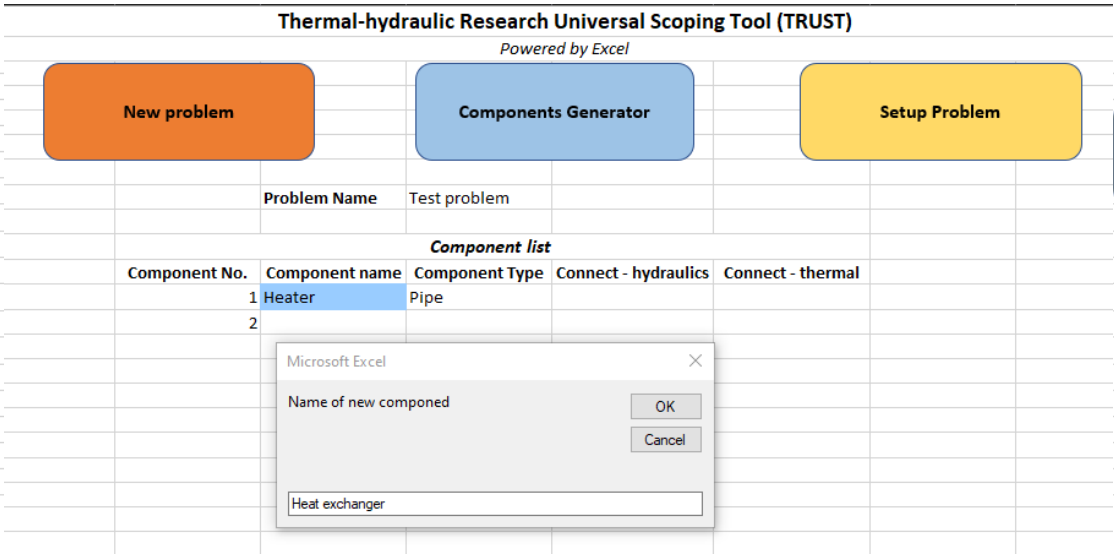 Thermal-hydraulic Research Universal Scoping Tool (TRUST)
Powered by Excel
New problem
Components Generator
Setup Problem
Problem Name Test problem
Component list
Component No. Component name Component Type Connect - hydraulics Connect - thermal
1 Heater Pipe
2
Microsoft Excel
Name of new componed
OK
Cancel
Heat exchanger